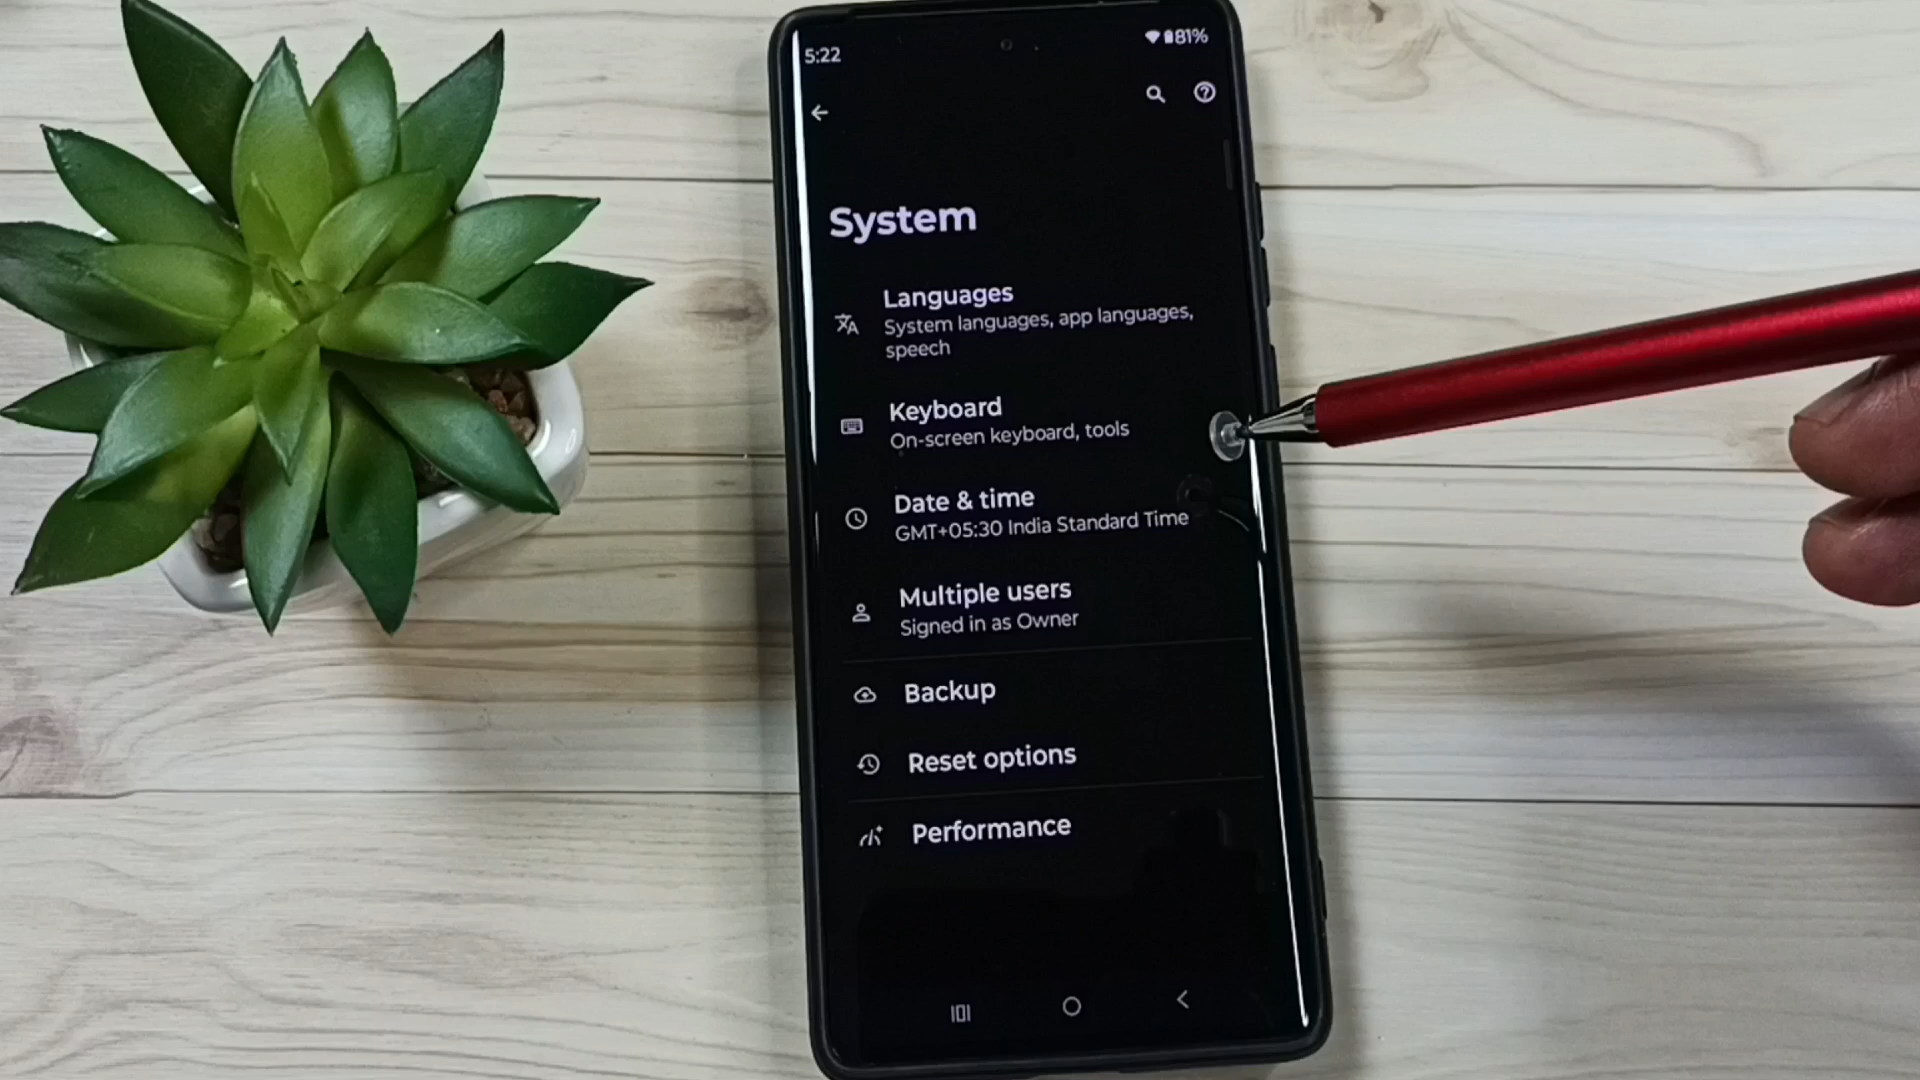 5:22
81%
System
Languages
System languages, app languages,
speech
Keyboard
On-screen keyboard, tools
Date & time
GMT+05:30 India Standard Time
Multiple users
Signed in as Owner
Backup
Reset options
Performance